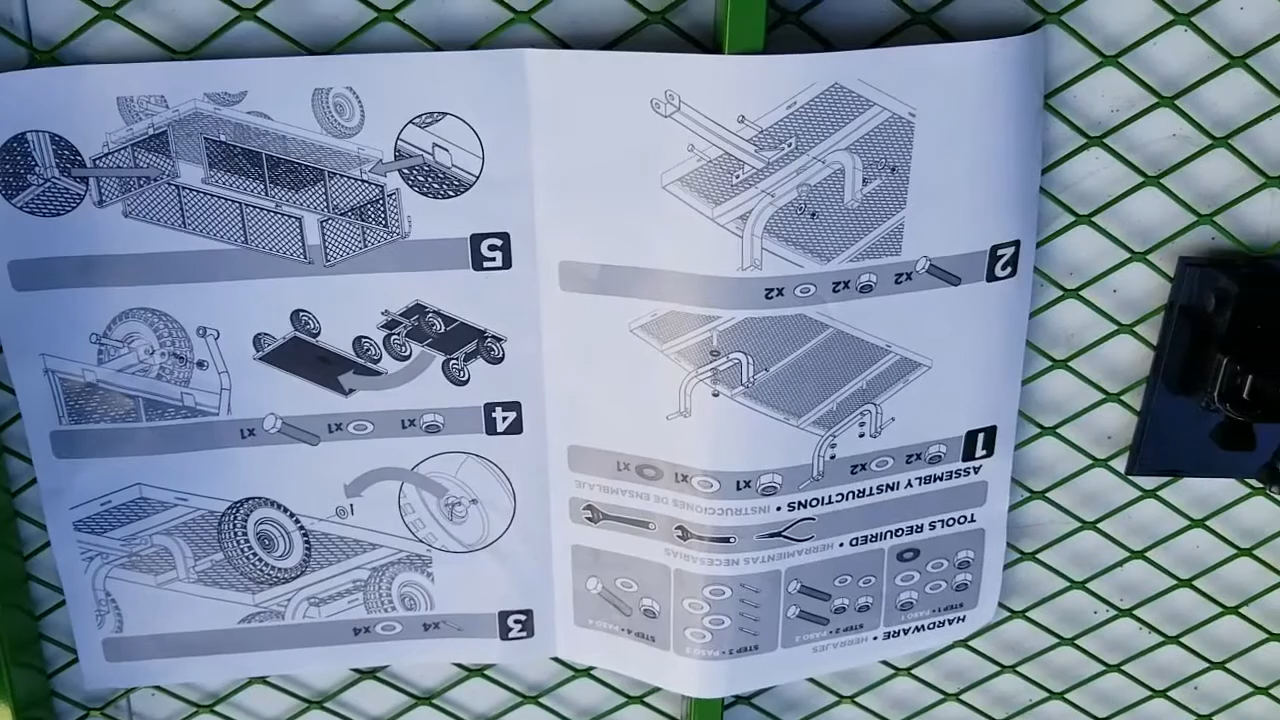 HARDWARE • HERRAJES
STEP 1 • PASO 1
STEP 2 • PASO 2
STEP 3 • PASO 3
STEP 4 • PASO 4
TOOLS REQUIRED • HERRAMIENTAS NECESARIAS
ASSEMBLY INSTRUCTIONS • INSTRUCCIONES DE ENSAMBLAJE
1
x2
x2
x1
x1
x1
2
x2
x2
x2
3
x4
x4
1
4
x1
x1
x1
5